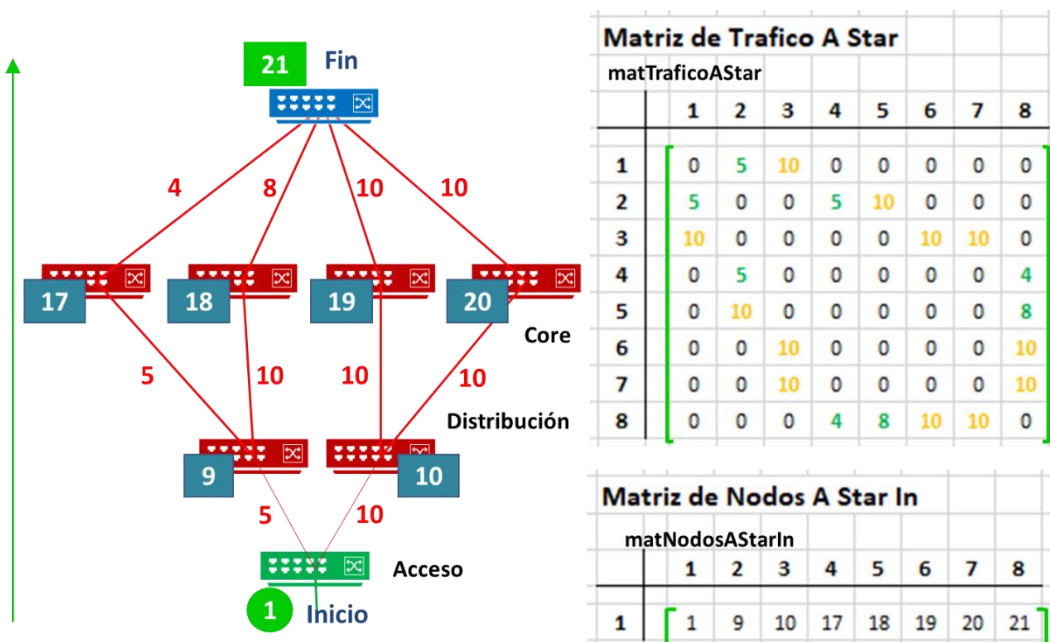 21 Fin
4 8 10 10
17 18 19 20
Core
5 10 10 10
Distribución
9 10
5 10
Acceso
1 Inicio
Matriz de Trafico A Star
matTraficoAStar
1 2 3 4 5 6 7 8
1 0 5 10 0 0 0 0 0
2 5 0 0 5 10 0 0 0
3 10 0 0 0 0 10 10 0
4 0 5 0 0 0 0 0 4
5 0 10 0 0 0 0 0 8
6 0 0 10 0 0 0 0 10
7 0 0 10 0 0 0 0 10
8 0 0 0 4 8 10 10 0
Matriz de Nodos A Star In
matNodosAStarIn
1 2 3 4 5 6 7 8
1 1 9 10 17 18 19 20 21